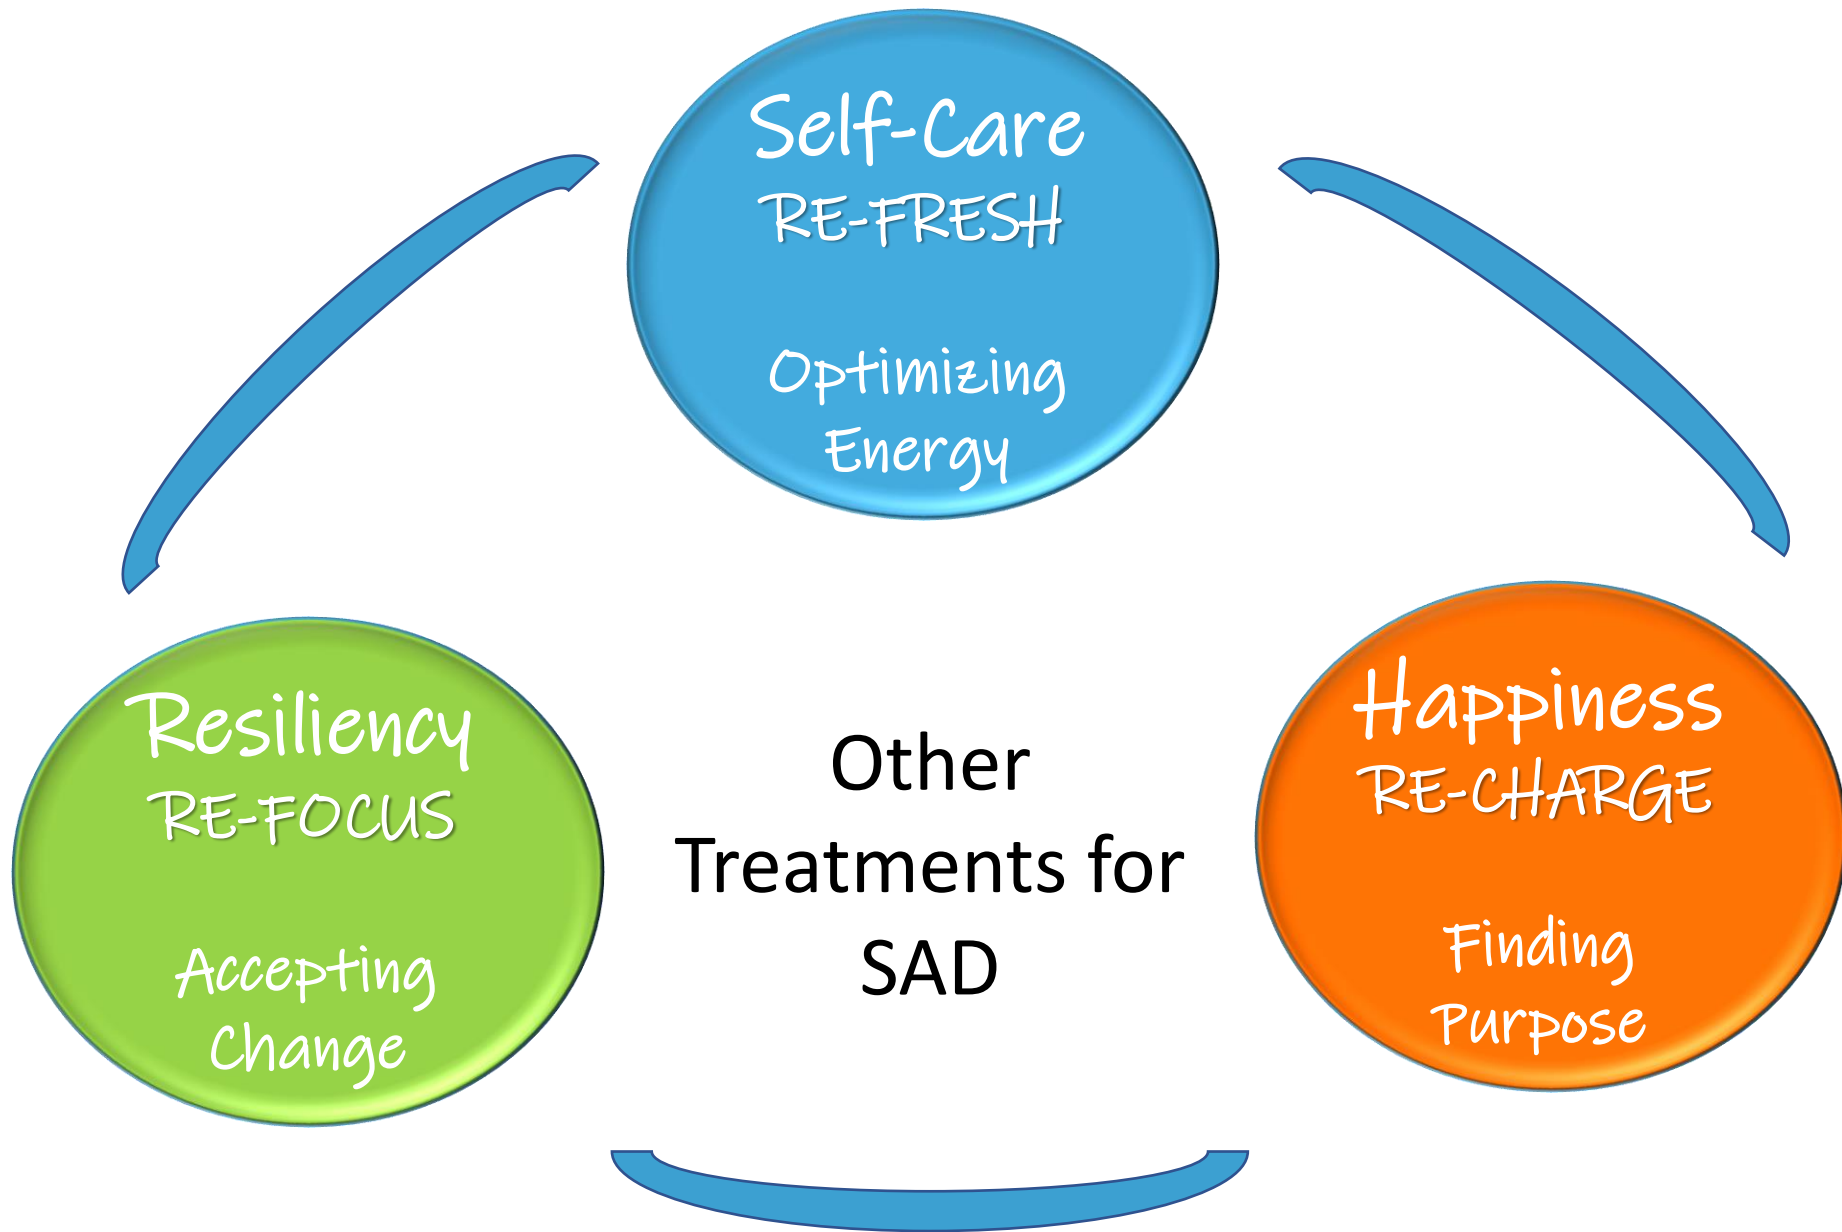 Self-Care
RE-FRESH
Optimizing
Energy
Resiliency
RE-FOCUS
Accepting
Change
Other
Treatments for
SAD
Happiness
RE-CHARGE
Finding
Purpose